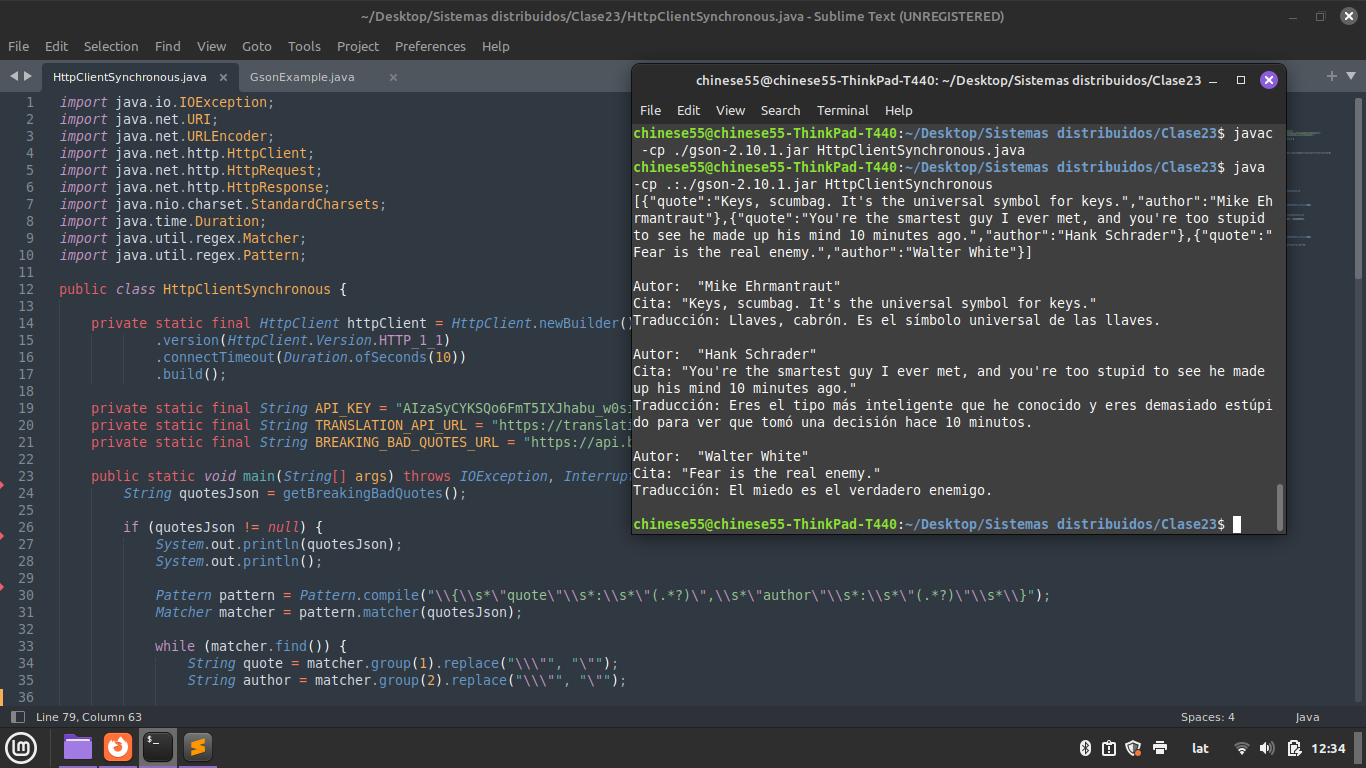 ~/Desktop/Sistemas distribuidos/Clase23/HttpClientSynchronous.java - Sublime Text (UNREGISTERED)
File Edit Selection Find View Goto Tools Project Preferences Help
HttpClientSynchronous.java × GsonExample.java ×
1 import java.io.IOException;
2 import java.net.URI;
3 import java.net.URLEncoder;
4 import java.net.http.HttpClient;
5 import java.net.http.HttpRequest;
6 import java.net.http.HttpResponse;
7 import java.nio.charset.StandardCharsets;
8 import java.time.Duration;
9 import java.util.regex.Matcher;
10 import java.util.regex.Pattern;
11
12 public class HttpClientSynchronous {
13
14 private static final HttpClient httpClient = HttpClient.newBuilder()
15 .version(HttpClient.Version.HTTP_1_1)
16 .connectTimeout(Duration.ofSeconds(10))
17 .build();
18
19 private static final String API_KEY = "AIzaSyCYKSQo6FmT5IXJhabu_w0s
20 private static final String TRANSLATION_API_URL = "https://translati
21 private static final String BREAKING_BAD_QUOTES_URL = "https://api.b
22
23 public static void main(String[] args) throws IOException, Interrup
24 String quotesJson = getBreakingBadQuotes();
25
26 if (quotesJson != null) {
27 System.out.println(quotesJson);
28 System.out.println();
29
30 Pattern pattern = Pattern.compile("\\{\\s*\"quote\"\\s*:\\s*\"(.*?)\",\\s*\"author\"\\s*:\\s*\"(.*?)\"\\s*\\}");
31 Matcher matcher = pattern.matcher(quotesJson);
32
33 while (matcher.find()) {
34 String quote = matcher.group(1).replace("\\\"", "\"");
35 String author = matcher.group(2).replace("\\\"", "\"");
36
chinese55@chinese55-ThinkPad-T440: ~/Desktop/Sistemas distribuidos/Clase23
File Edit View Search Terminal Help
chinese55@chinese55-ThinkPad-T440:~/Desktop/Sistemas distribuidos/Clase23$ javac
-cp ./gson-2.10.1.jar HttpClientSynchronous.java
chinese55@chinese55-ThinkPad-T440:~/Desktop/Sistemas distribuidos/Clase23$ java
-cp .:./gson-2.10.1.jar HttpClientSynchronous
[{"quote":"Keys, scumbag. It's the universal symbol for keys.","author":"Mike Eh
rmantraut"},{"quote":"You're the smartest guy I ever met, and you're too stupid
to see he made up his mind 10 minutes ago.","author":"Hank Schrader"},{"quote":"
Fear is the real enemy.","author":"Walter White"}]
Autor:  "Mike Ehrmantraut"
Cita: "Keys, scumbag. It's the universal symbol for keys."
Traducción: Llaves, cabrón. Es el símbolo universal de las llaves.
Autor:  "Hank Schrader"
Cita: "You're the smartest guy I ever met, and you're too stupid to see he made
up his mind 10 minutes ago."
Traducción: Eres el tipo más inteligente que he conocido y eres demasiado estúpi
do para ver que tomó una decisión hace 10 minutos.
Autor:  "Walter White"
Cita: "Fear is the real enemy."
Traducción: El miedo es el verdadero enemigo.
chinese55@chinese55-ThinkPad-T440:~/Desktop/Sistemas distribuidos/Clase23$
Line 79, Column 63 Spaces: 4 Java
lat 12:34